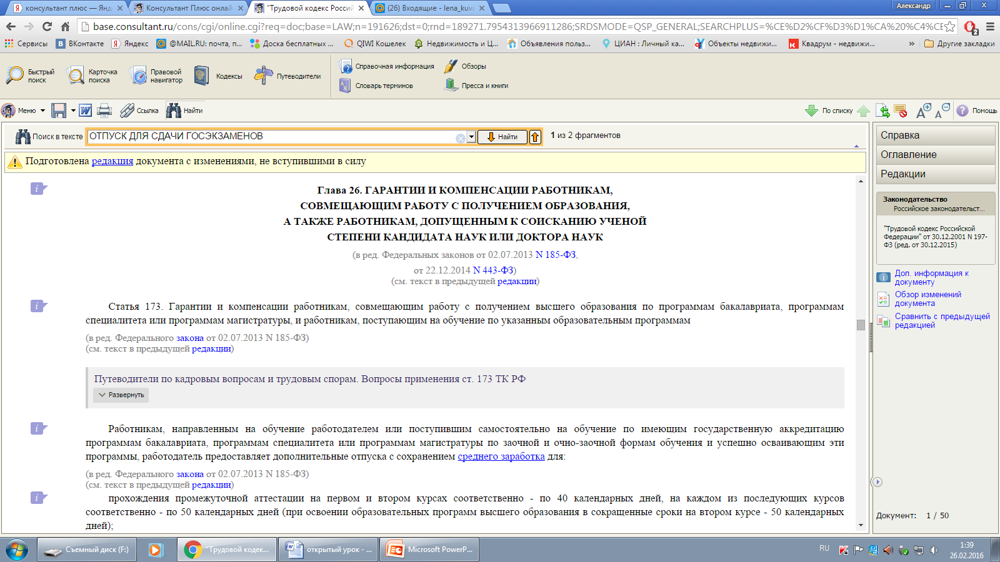 консультант плюс — Янд
Консультант Плюс онлай
"Трудовой кодекс Россий
(26) Входящие - lena_kuva
Александр
base.consultant.ru/cons/cgi/online.cgi?req=doc;base=LAW;n=191626;dst=0;rnd=189271.7954313966911286;SRDSMODE=QSP_GENERAL;SEARCHPLUS=%CE%D2%CF%D3%D1%CA%20%C4%CE
2
Сервисы
ВКонтакте
Яндекс
@MAIL.RU: почта, п...
Доска бесплатных ...
QIWI Кошелек
Недвижимость и Ц...
Объявления польз...
ЦИАН : Личный ка...
Объекты недвижи...
Квадрум - недвижи...
»
Другие закладки
Быстрый
поиск
Карточка
поиска
Правовой
навигатор
Кодексы
Путеводители
Справочная информация
Словарь терминов
Обзоры
Пресса и книги
Меню
Ссылка
Найти
По списку
Помощь
Поиск в тексте
ОТПУСК ДЛЯ СДАЧИ ГОСЭКЗАМЕНОВ
Найти
1 из 2 фрагментов
Подготовлена редакция документа с изменениями, не вступившими в силу
Глава 26. ГАРАНТИИ И КОМПЕНСАЦИИ РАБОТНИКАМ,
СОВМЕЩАЮЩИМ РАБОТУ С ПОЛУЧЕНИЕМ ОБРАЗОВАНИЯ,
А ТАКЖЕ РАБОТНИКАМ, ДОПУЩЕННЫМ К СОИСКАНИЮ УЧЕНОЙ
СТЕПЕНИ КАНДИДАТА НАУК ИЛИ ДОКТОРА НАУК
(в ред. Федеральных законов от 02.07.2013 N 185-ФЗ,
от 22.12.2014 N 443-ФЗ)
(см. текст в предыдущей редакции)
Статья 173. Гарантии и компенсации работникам, совмещающим работу с получением высшего образования по программам бакалавриата, программам
специалитета или программам магистратуры, и работникам, поступающим на обучение по указанным образовательным программам
(в ред. Федерального закона от 02.07.2013 N 185-ФЗ)
(см. текст в предыдущей редакции)
Путеводители по кадровым вопросам и трудовым спорам. Вопросы применения ст. 173 ТК РФ
Развернуть
Работникам, направленным на обучение работодателем или поступившим самостоятельно на обучение по имеющим государственную аккредитацию
программам бакалавриата, программам специалитета или программам магистратуры по заочной и очно-заочной формам обучения и успешно осваивающим эти
программы, работодатель предоставляет дополнительные отпуска с сохранением среднего заработка для:
(в ред. Федерального закона от 02.07.2013 N 185-ФЗ)
(см. текст в предыдущей редакции)
прохождения промежуточной аттестации на первом и втором курсах соответственно - по 40 календарных дней, на каждом из последующих курсов
соответственно - по 50 календарных дней (при освоении образовательных программ высшего образования в сокращенные сроки на втором курсе - 50 календарных
дней);
Справка
Оглавление
Редакции
Законодательство
Российское законодательст...
"Трудовой кодекс Российской
Федерации" от 30.12.2001 N 197-
ФЗ (ред. от 30.12.2015)
Доп. информация к
документу
Обзор изменений
документа
Сравнить с предыдущей
редакцией
Документ: 1 / 50
Съемный диск (F:)
"Трудовой кодек...
открытый урок - ...
Microsoft PowerP...
RU
1:39
26.02.2016